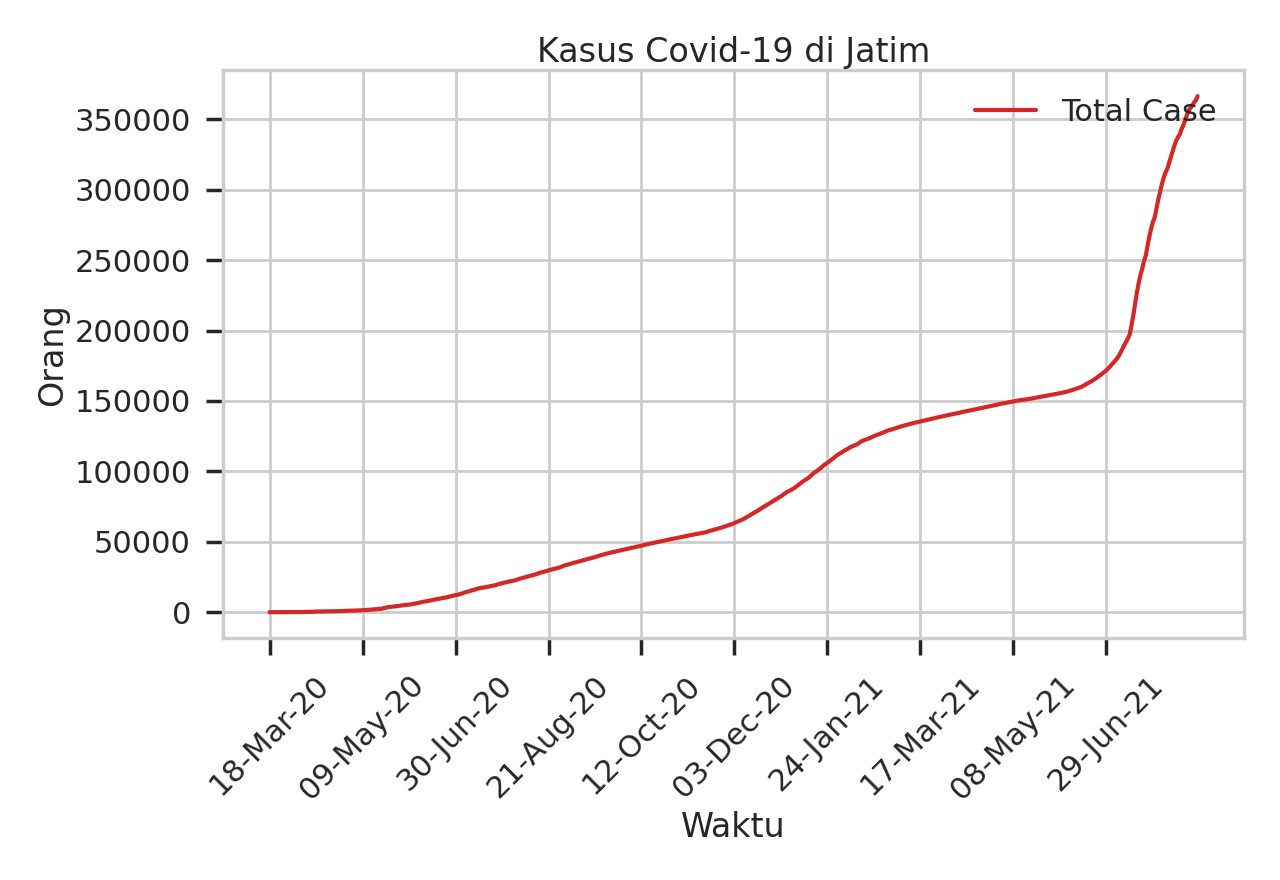 Kasus Covid-19 di Jatim
Total Case
350000
300000
250000
200000
150000
100000
50000
0
Orang
18-Mar-20
09-May-20
30-Jun-20
21-Aug-20
12-Oct-20
03-Dec-20
24-Jan-21
17-Mar-21
08-May-21
29-Jun-21
Waktu